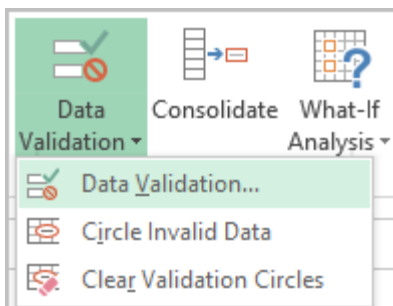 Data Validation
Consolidate
What-If Analysis
Data Validation...
Circle Invalid Data
Clear Validation Circles